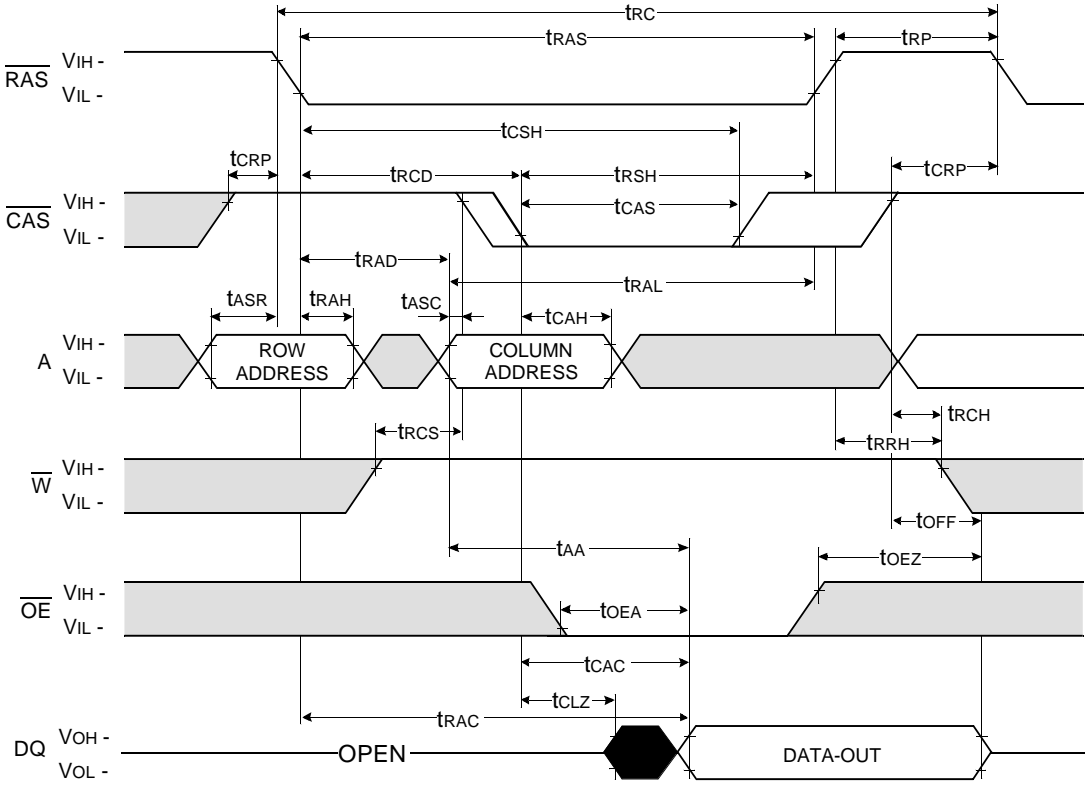 tRC
tRAS
tRP
RAS
VIH -
VIL -
tCSH
tCRP
tRCD
tRSH
tCRP
CAS
VIH -
VIL -
tCAS
tRAD
tRAL
tASR
tRAH
tASC
tCAH
A
VIH -
VIL -
ROW
ADDRESS
COLUMN
ADDRESS
tRCH
tRCS
tRRH
W
VIH -
VIL -
tOFF
tAA
tOEZ
OE
VIH -
VIL -
tOEA
tCAC
tCLZ
tRAC
DQ
VOH -
VOL -
OPEN
DATA-OUT